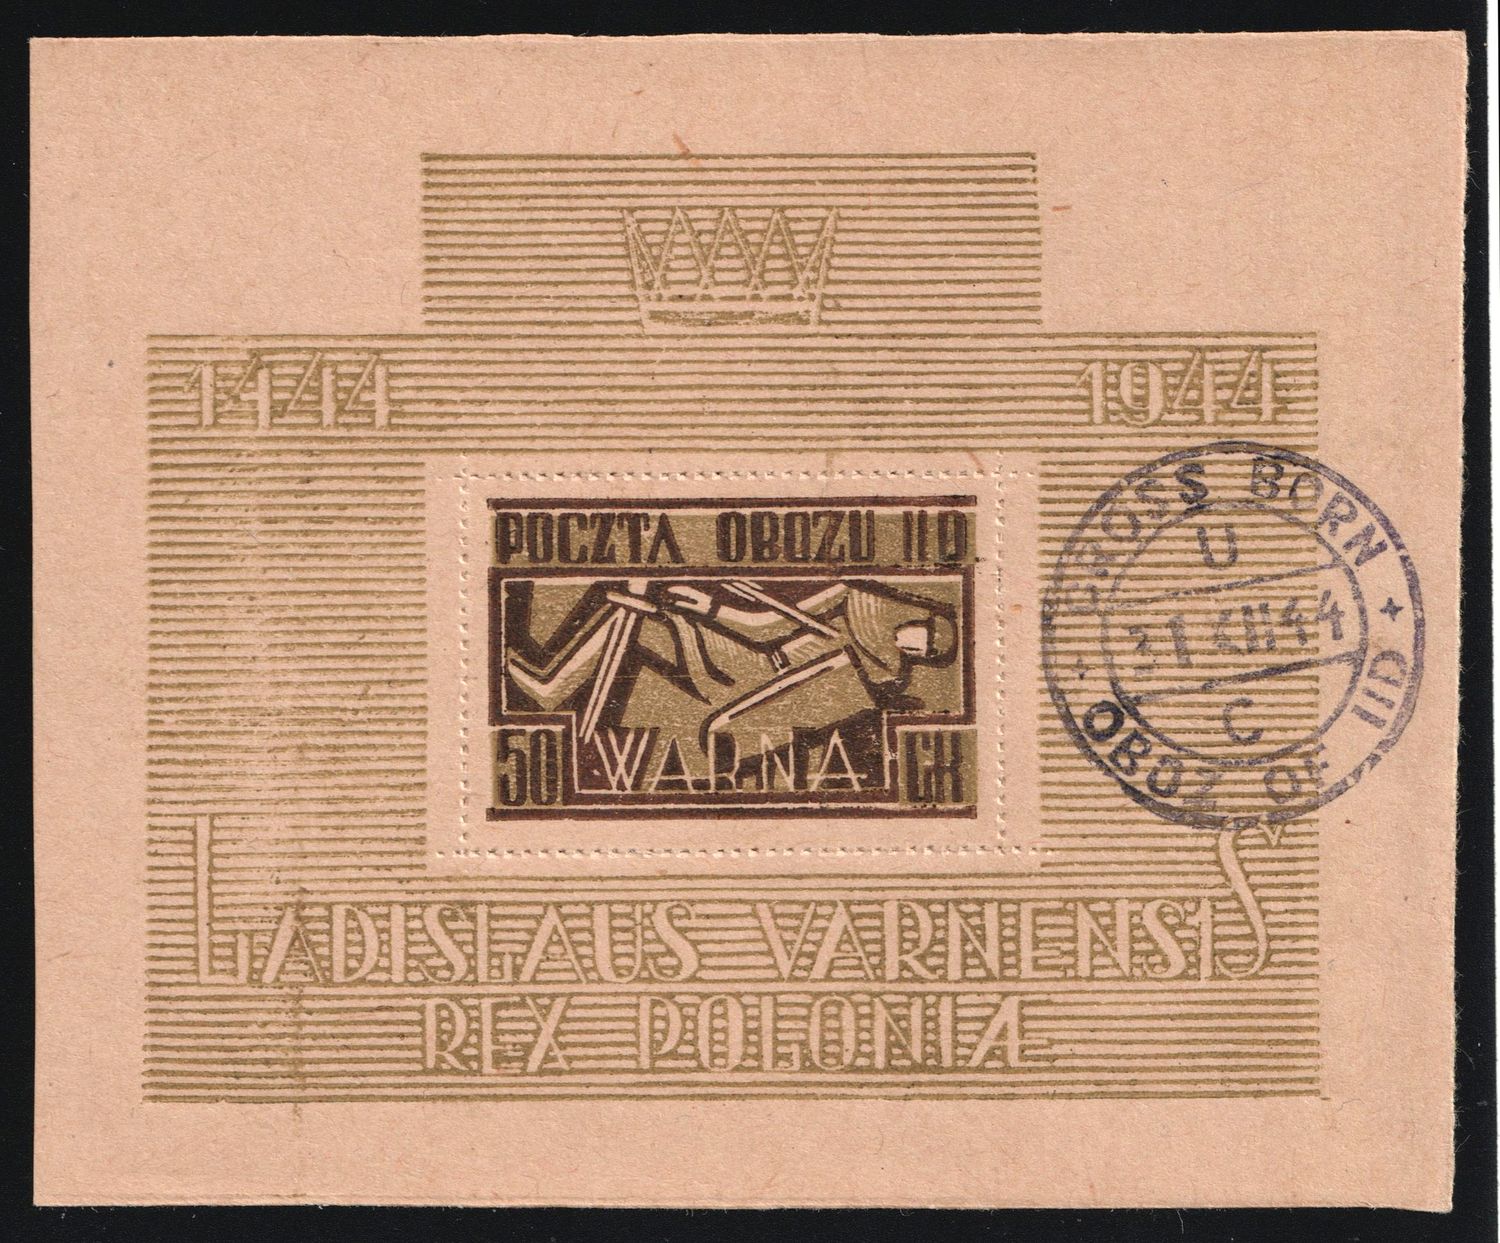 1444 1944
POCZTA OBOZU IID
50 WARNA GK
LADISLAUS VARNENSIS
REX POLONIÆ
GROSS BORN
U
31 XII 44
C
OBOZ OF IID